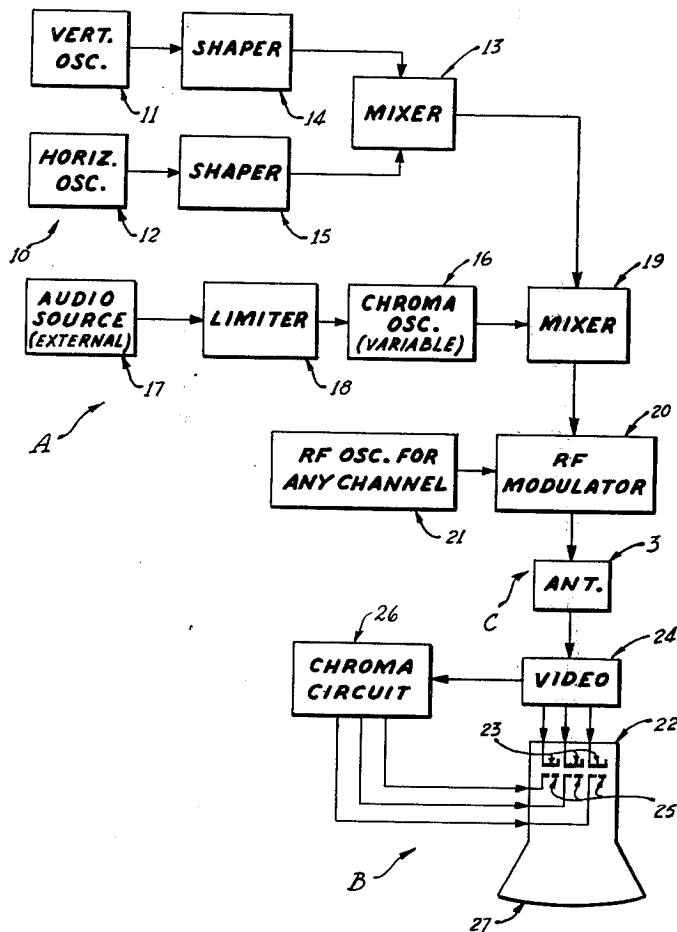 VERT.
OSC.
11
SHAPER
14
13
MIXER
HORIZ.
OSC.
12
SHAPER
15
10
AUDIO
SOURCE
(EXTERNAL)
17
LIMITER
18
16
CHROMA
OSC.
(VARIABLE)
19
MIXER
A
RF OSC. FOR
ANY CHANNEL
21
20
RF
MODULATOR
3
ANT.
C
26
CHROMA
CIRCUIT
24
VIDEO
22
23
25
B
27